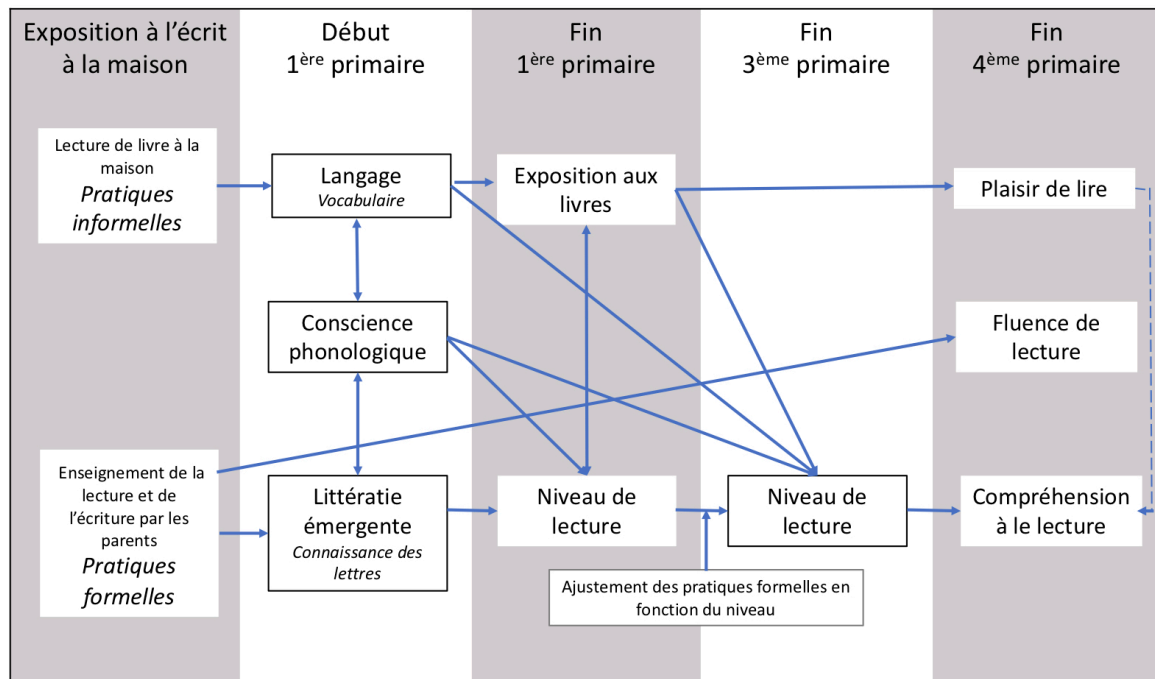 Exposition à l’écrit
à la maison
Début
1ère primaire
Fin
1ère primaire
Fin
3ème primaire
Fin
4ème primaire
Lecture de livre à la
maison
Pratiques
informelles
Langage
Vocabulaire
Exposition aux
livres
Plaisir de lire
Conscience
phonologique
Fluence de
lecture
Enseignement de la
lecture et de
l’écriture par les
parents
Pratiques
formelles
Littératie
émergente
Connaissance des
lettres
Niveau de
lecture
Niveau de
lecture
Compréhension
à le lecture
Ajustement des pratiques formelles en
fonction du niveau